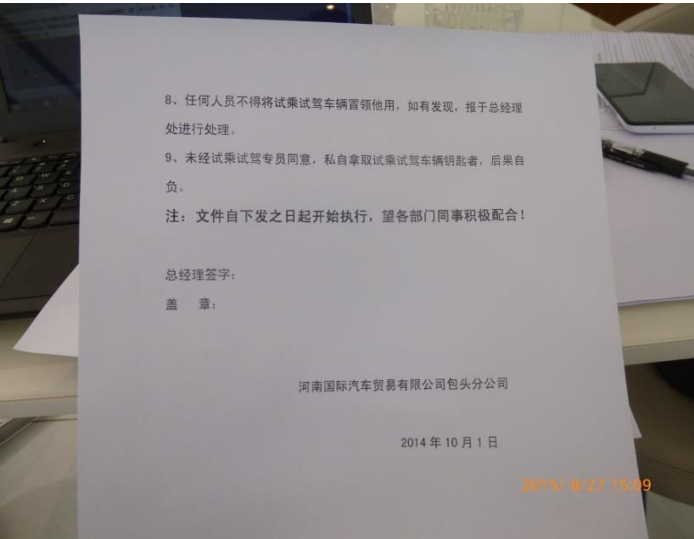 8、任何人员不得将试乘试驾车辆冒领他用，如有发现，报于总经理
处进行处理。
9、未经试乘试驾专员同意，私自拿取试乘试驾车辆钥匙者，后果自
负。
注：文件自下发之日起开始执行，望各部门同事积极配合！
总经理签字：
盖 章：
河南国际汽车贸易有限公司包头分公司
2014 年 10 月 1 日
2015/ 8/27 15:09